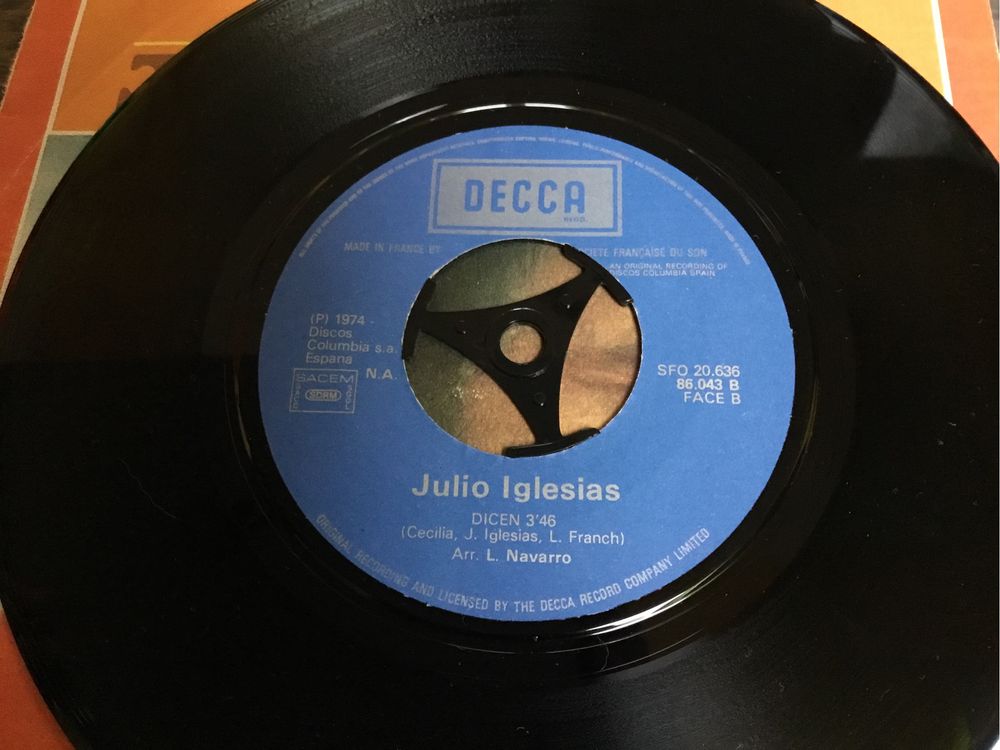 DECCA
REGD.
MADE IN FRANCE BY
FRANÇAISE DU SON
AN ORIGINAL RECORDING OF
DISCOS COLUMBIA SPAIN
(P) 1974 -
Discos
Columbia s.a.
Espana
N.A.
SACEM
SDRM
SFO 20.636
86.043 B
FACE B
Julio Iglesias
DICEN 3'46
(Cecilia, J. Iglesias, L. Franch)
Arr. L. Navarro
ORIGINAL RECORDING AND LICENSED BY THE DECCA RECORD COMPANY LIMITED